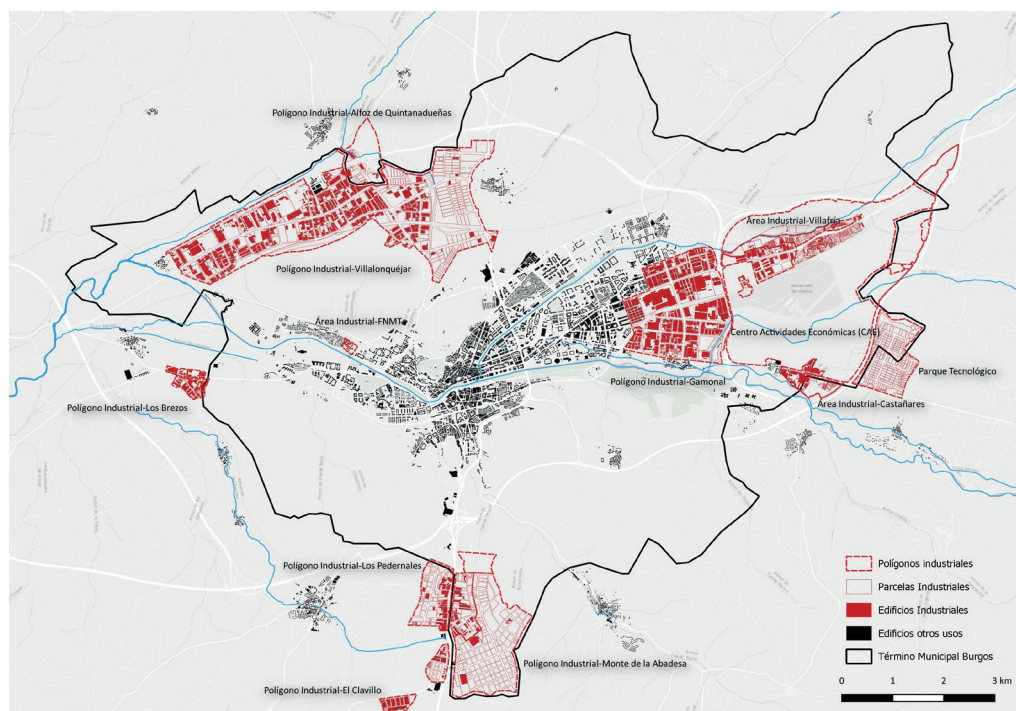 Polígono Industrial-Alfoz de Quintanadueñas
Área Industrial-Villafría
Polígono Industrial-Villalonquéjar
Área Industrial-FNMT
Centro Actividades Económicas (CAE)
Parque Tecnológico
Polígono Industrial-Gamonal
Polígono Industrial-Los Brezos
Área Industrial-Castañares
Polígono Industrial-Los Pedernales
Polígono Industrial-Monte de la Abadesa
Polígono Industrial-El Clavillo
Polígonos industriales
Parcelas Industriales
Edificios Industriales
Edificios otros usos
Término Municipal Burgos
0 1 2 3 km